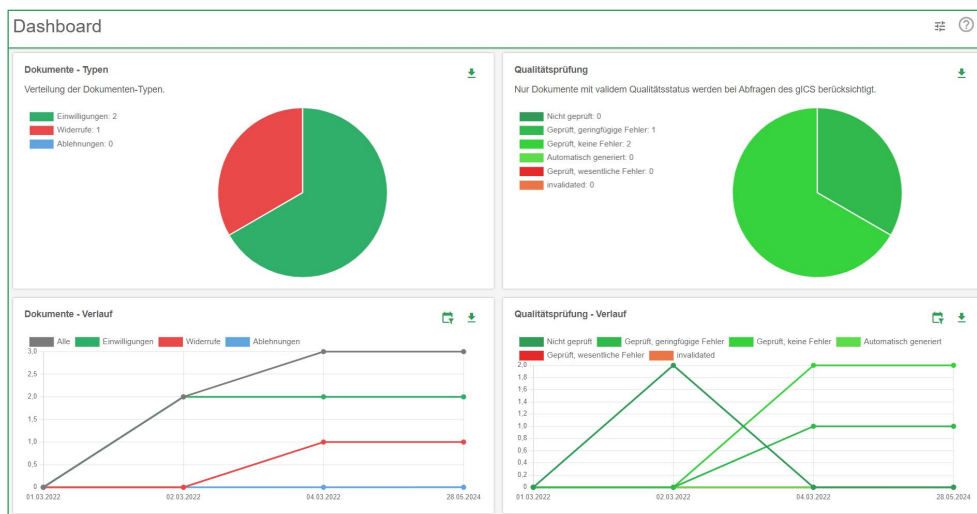 Dashboard
Dokumente - Typen
Verteilung der Dokumenten-Typen.
Einwilligungen: 2
Widerrufe: 1
Ablehnungen: 0
Qualitätsprüfung
Nur Dokumente mit validem Qualitätsstatus werden bei Abfragen des gICS berücksichtigt.
Nicht geprüft: 0
Geprüft, geringfügige Fehler: 1
Geprüft, keine Fehler: 2
Automatisch generiert: 0
Geprüft, wesentliche Fehler: 0
invalidated: 0
Dokumente - Verlauf
Alle Einwilligungen Widerrufe Ablehnungen
3,0
2,5
2,0
1,5
1,0
0,5
0
01.03.2022 02.03.2022 04.03.2022 28.05.2024
Qualitätsprüfung - Verlauf
Nicht geprüft Geprüft, geringfügige Fehler Geprüft, keine Fehler Automatisch generiert
Geprüft, wesentliche Fehler invalidated
2,0
1,8
1,6
1,4
1,2
1,0
0,8
0,6
0,4
0,2
0
01.03.2022 02.03.2022 04.03.2022 28.05.2024